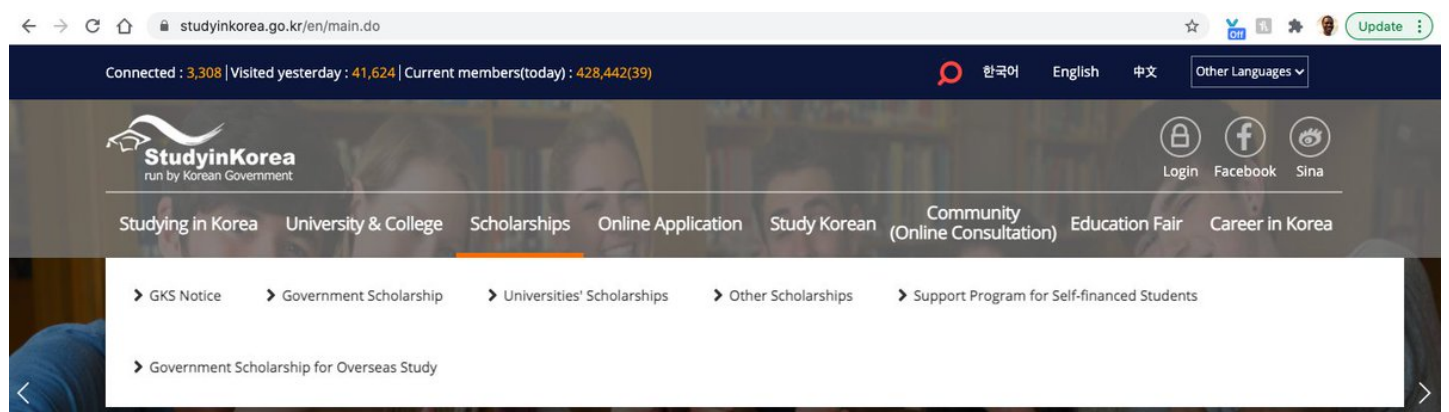 studyinkorea.go.kr/en/main.do
Off
Update
Connected : 3,308 | Visited yesterday : 41,624 | Current members(today) : 428,442(39)
한국어 English 中文 Other Languages
StudyinKorea
run by Korean Government
Login Facebook Sina
Studying in Korea University & College Scholarships Online Application Study Korean Community (Online Consultation) Education Fair Career in Korea
GKS Notice Government Scholarship Universities' Scholarships Other Scholarships Support Program for Self-financed Students
Government Scholarship for Overseas Study